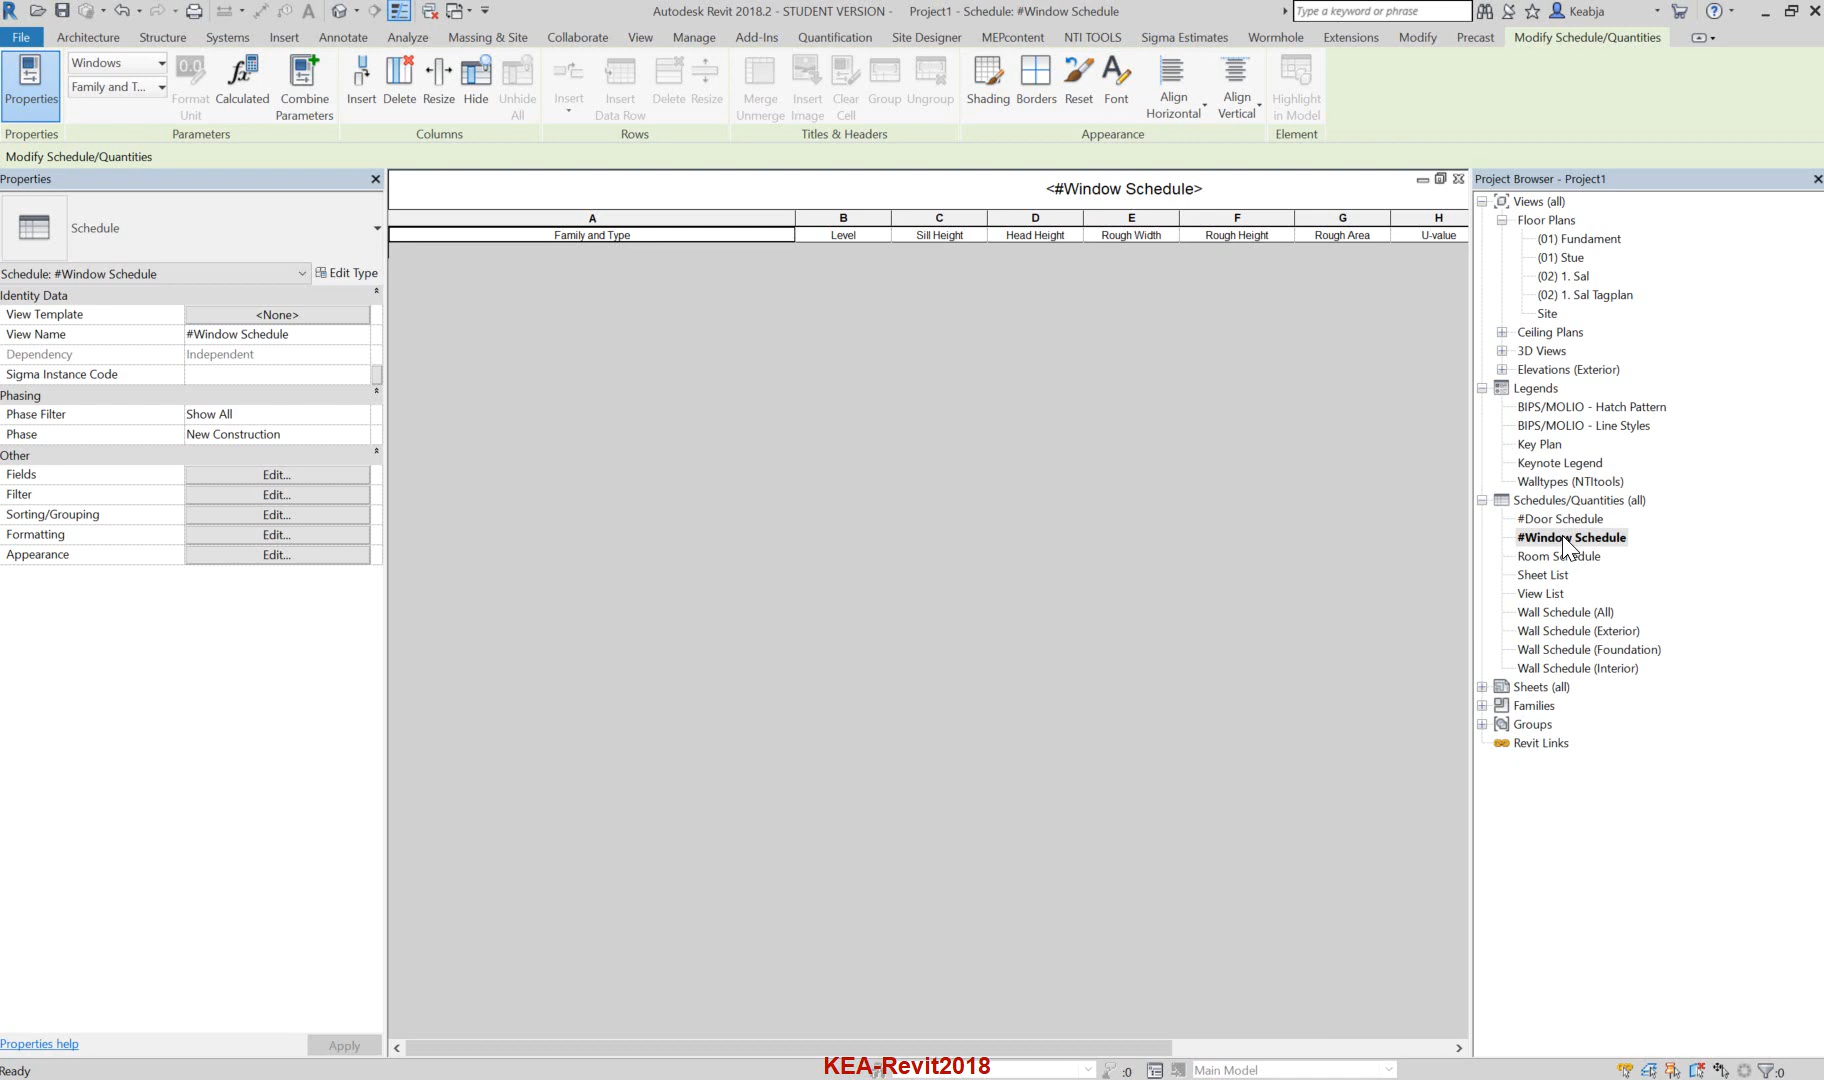 Autodesk Revit 2018.2 - STUDENT VERSION - Project1 - Schedule: #Window Schedule
Type a keyword or phrase
Keabja
File Architecture Structure Systems Insert Annotate Analyze Massing & Site Collaborate View Manage Add-Ins Quantification Site Designer MEPcontent NTI TOOLS Sigma Estimates Wormhole Extensions Modify Precast Modify Schedule/Quantities
Windows
Family and T...
Properties Format Unit Calculated Combine Parameters Insert Delete Resize Hide Unhide All Insert Insert Data Row Delete Resize Merge Unmerge Insert Image Clear Cell Group Ungroup Shading Borders Reset Font Align Horizontal Align Vertical Highlight in Model
Properties Parameters Columns Rows Titles & Headers Appearance Element
Modify Schedule/Quantities
Properties
Schedule
Schedule: #Window Schedule Edit Type
Identity Data
View Template <None>
View Name #Window Schedule
Dependency Independent
Sigma Instance Code
Phasing
Phase Filter Show All
Phase New Construction
Other
Fields Edit...
Filter Edit...
Sorting/Grouping Edit...
Formatting Edit...
Appearance Edit...
Properties help Apply
<#Window Schedule>
A B C D E F G H
Family and Type Level Sill Height Head Height Rough Width Rough Height Rough Area U-value
Project Browser - Project1
Views (all)
Floor Plans
(01) Fundament
(01) Stue
(02) 1. Sal
(02) 1. Sal Tagplan
Site
Ceiling Plans
3D Views
Elevations (Exterior)
Legends
BIPS/MOLIO - Hatch Pattern
BIPS/MOLIO - Line Styles
Key Plan
Keynote Legend
Walltypes (NTItools)
Schedules/Quantities (all)
#Door Schedule
#Window Schedule
Room Schedule
Sheet List
View List
Wall Schedule (All)
Wall Schedule (Exterior)
Wall Schedule (Foundation)
Wall Schedule (Interior)
Sheets (all)
Families
Groups
Revit Links
KEA-Revit2018
Ready :0 Main Model :0